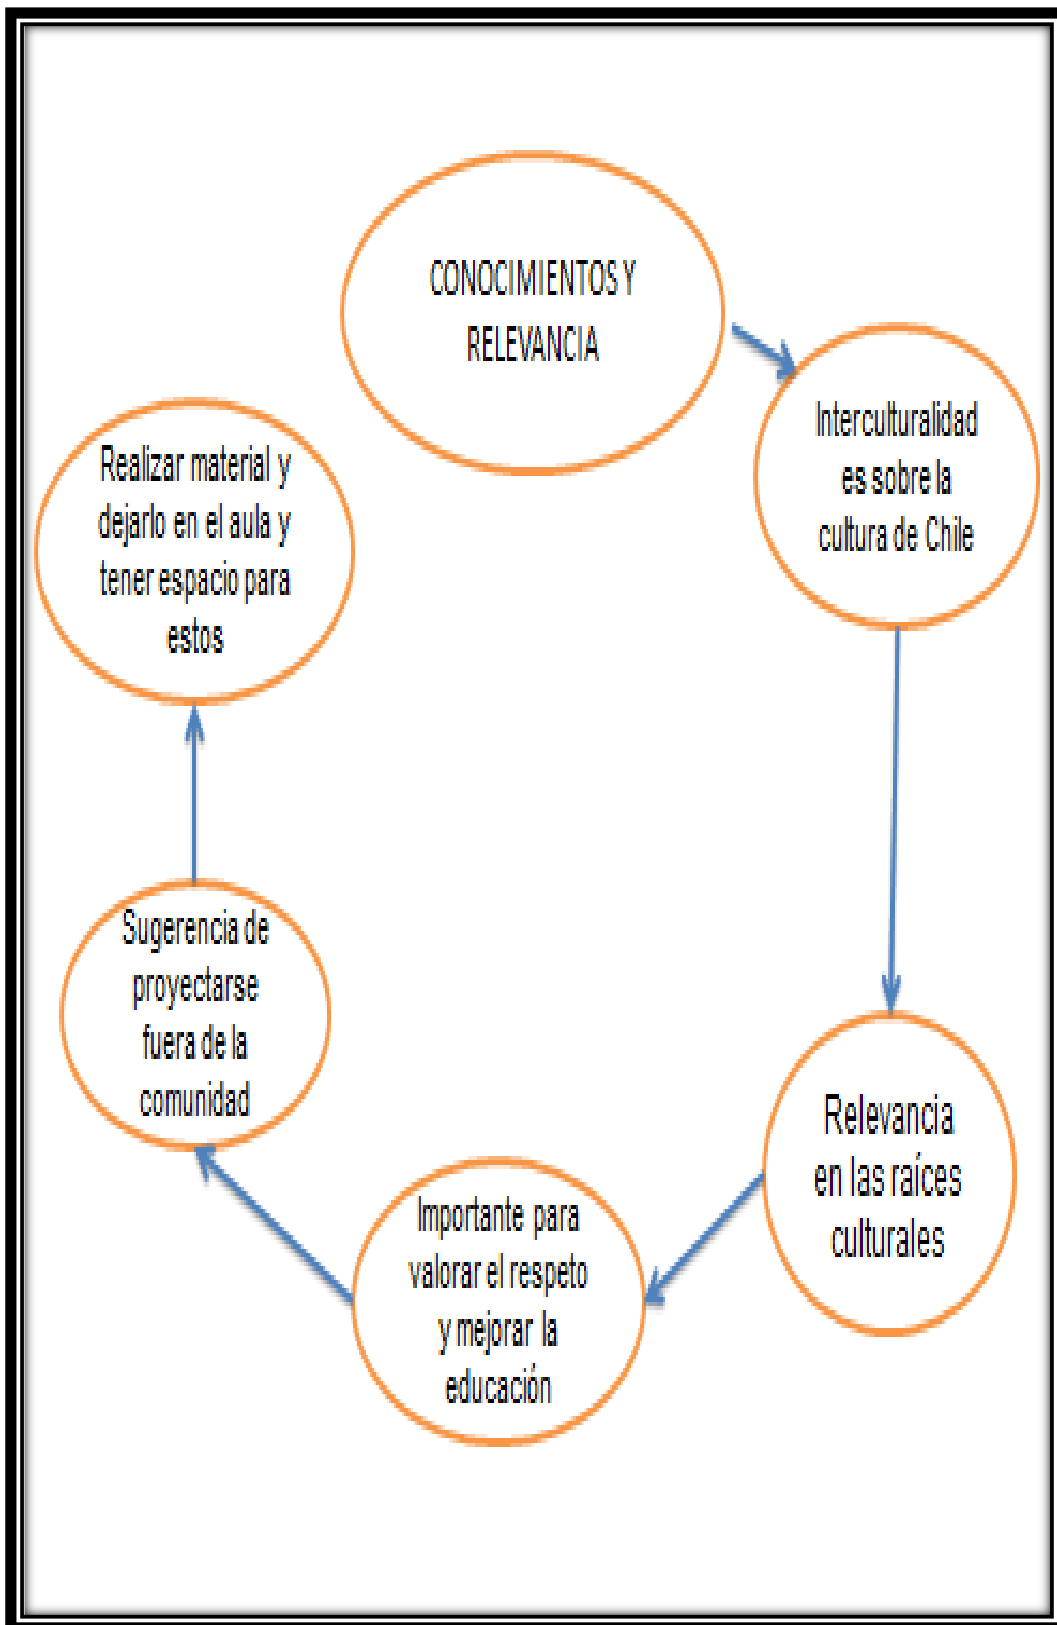 CONOCIMIENTOS Y
RELEVANCIA
Interculturalidad
es sobre la
cultura de Chile
Relevancia
en las raíces
culturales
Importante para
valorar el respeto
y mejorar la
educación
Sugerencia de
proyectarse
fuera de la
comunidad
Realizar material y
dejarlo en el aula y
tener espacio para
estos